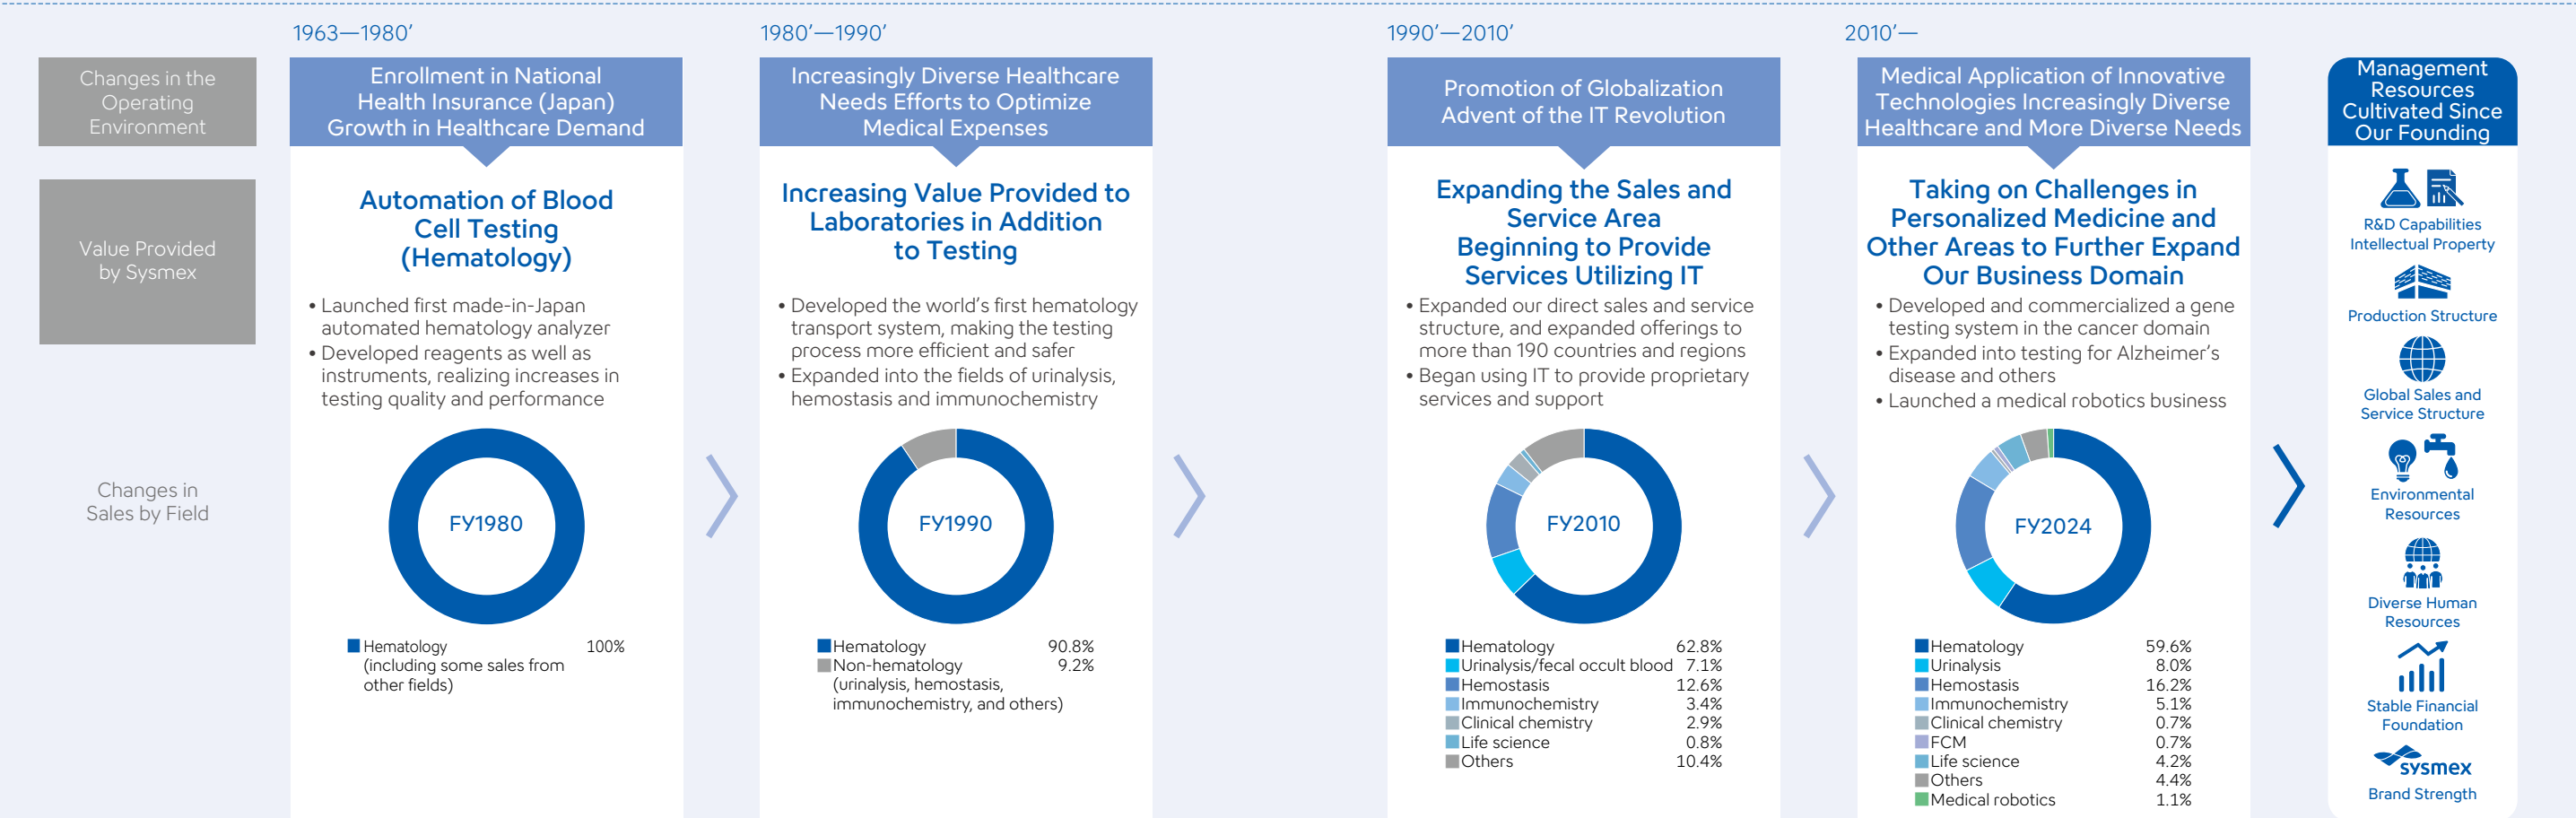 1963—1980’
1980’—1990’
1990’—2010’
2010’—
Changes in the
Operating
Environment
Enrollment in National
Health Insurance (Japan)
Growth in Healthcare Demand
Increasingly Diverse Healthcare
Needs Efforts to Optimize
Medical Expenses
Promotion of Globalization
Advent of the IT Revolution
Medical Application of Innovative
Technologies Increasingly Diverse
Healthcare and More Diverse Needs
Management
Resources
Cultivated Since
Our Founding
Value Provided
by Sysmex
Automation of Blood
Cell Testing
(Hematology)
• Launched first made-in-Japan
automated hematology analyzer
• Developed reagents as well as
instruments, realizing increases in
testing quality and performance
Increasing Value Provided to
Laboratories in Addition
to Testing
• Developed the world’s first hematology
transport system, making the testing
process more efficient and safer
• Expanded into the fields of urinalysis,
hemostasis and immunochemistry
Expanding the Sales and
Service Area
Beginning to Provide
Services Utilizing IT
• Expanded our direct sales and service
structure, and expanded offerings to
more than 190 countries and regions
• Began using IT to provide proprietary
services and support
Taking on Challenges in
Personalized Medicine and
Other Areas to Further Expand
Our Business Domain
• Developed and commercialized a gene
testing system in the cancer domain
• Expanded into testing for Alzheimer’s
disease and others
• Launched a medical robotics business
Changes in
Sales by Field
FY1980
Hematology 100%
(including some sales from
other fields)
FY1990
Hematology 90.8%
Non-hematology 9.2%
(urinalysis, hemostasis,
immunochemistry, and others)
FY2010
Hematology 62.8%
Urinalysis/fecal occult blood 7.1%
Hemostasis 12.6%
Immunochemistry 3.4%
Clinical chemistry 2.9%
Life science 0.8%
Others 10.4%
FY2024
Hematology 59.6%
Urinalysis 8.0%
Hemostasis 16.2%
Immunochemistry 5.1%
Clinical chemistry 0.7%
FCM 0.7%
Life science 4.2%
Others 4.4%
Medical robotics 1.1%
R&D Capabilities
Intellectual Property
Production Structure
Global Sales and
Service Structure
Environmental
Resources
Diverse Human
Resources
Stable Financial
Foundation
sysmex
Brand Strength